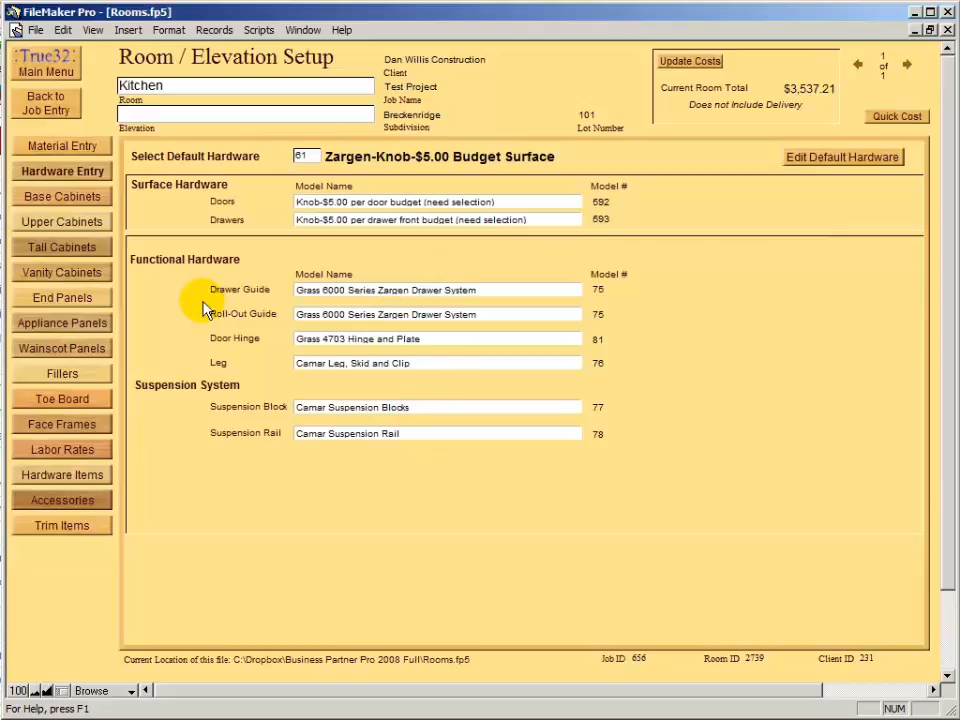 FileMaker Pro - [Rooms.fp5]
File Edit View Insert Format Records Scripts Window Help
True32
Main Menu
Back to
Job Entry
Room / Elevation Setup
Kitchen
Room
Elevation
Dan Willis Construction
Client
Test Project
Job Name
Breckenridge 101
Subdivision Lot Number
Update Costs
Current Room Total $3,537.21
Does not Include Delivery
1
of
1
Quick Cost
Material Entry
Hardware Entry
Base Cabinets
Upper Cabinets
Tall Cabinets
Vanity Cabinets
End Panels
Appliance Panels
Wainscot Panels
Fillers
Toe Board
Face Frames
Labor Rates
Hardware Items
Accessories
Trim Items
Select Default Hardware 61 Zargen-Knob-$5.00 Budget Surface Edit Default Hardware
Surface Hardware Model Name Model #
Doors Knob-$5.00 per door budget (need selection) 592
Drawers Knob-$5.00 per drawer front budget (need selection) 593
Functional Hardware
Model Name Model #
Drawer Guide Grass 6000 Series Zargen Drawer System 75
Roll-Out Guide Grass 6000 Series Zargen Drawer System 75
Door Hinge Grass 4703 Hinge and Plate 81
Leg Camar Leg, Skid and Clip 76
Suspension System
Suspension Block Camar Suspension Blocks 77
Suspension Rail Camar Suspension Rail 78
Current Location of this file: C:\Dropbox\Business Partner Pro 2008 Full\Rooms.fp5 Job ID 656 Room ID 2739 Client ID 231
100 Browse
For Help, press F1 NUM